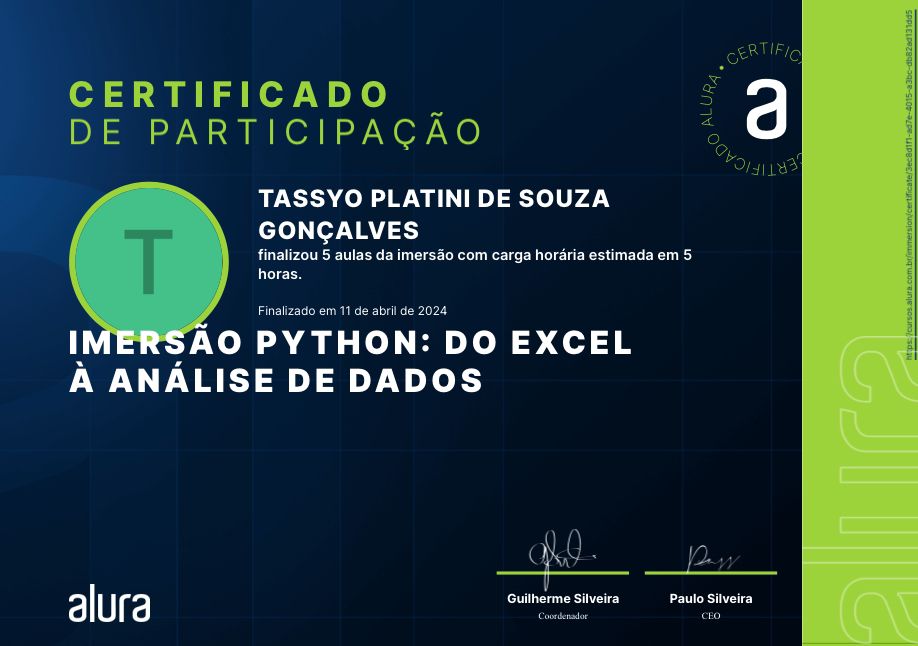 CERTIFICADO
DE PARTICIPAÇÃO
ALURA • CERTIFICA
CERTIFICADO
a
T
TASSYO PLATINI DE SOUZA
GONÇALVES
finalizou 5 aulas da imersão com carga horária estimada em 5
horas.
Finalizado em 11 de abril de 2024
IMERSÃO PYTHON: DO EXCEL
À ANÁLISE DE DADOS
Guilherme Silveira
Coordenador
Paulo Silveira
CEO
alura
alura